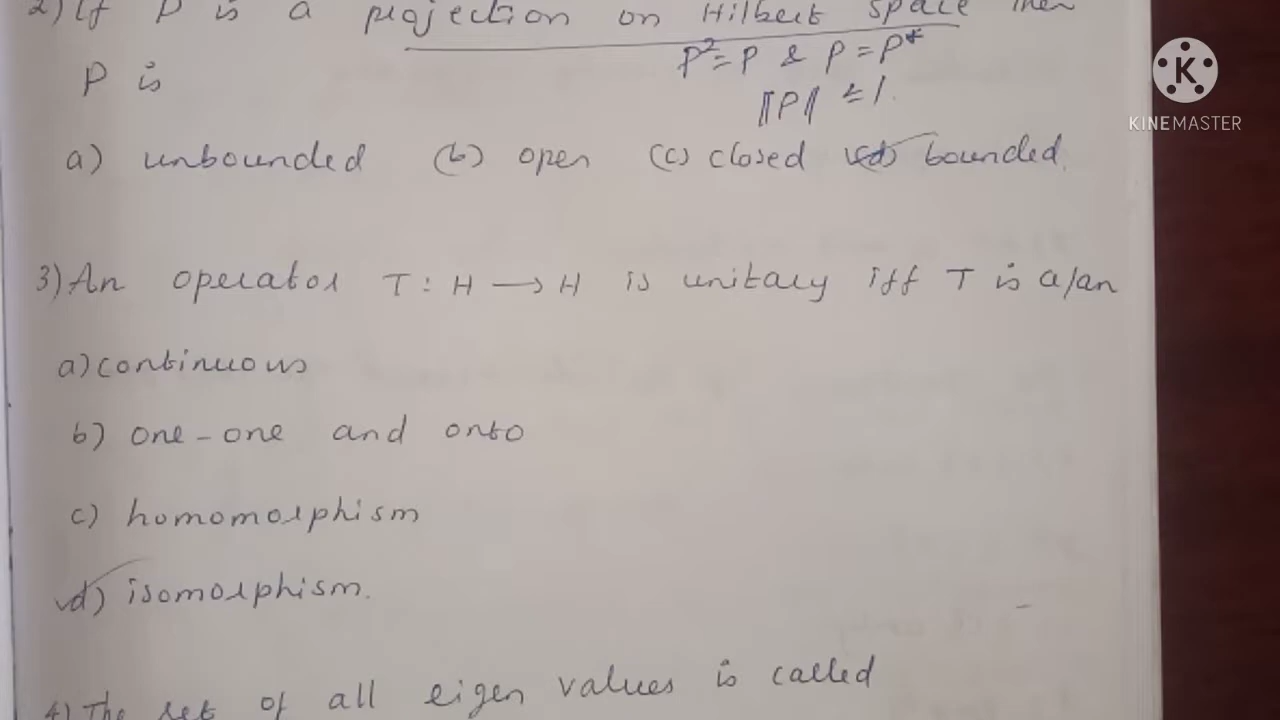 2) If P is a projection on Hilbert space then
P is
P² = P & P = P*
||P|| ≤ 1.
a) unbounded (b) open (c) closed (d) bounded.
3) An operator T : H → H is unitary iff T is a/an
a) continuous
b) one-one and onto
c) homomorphism
d) isomorphism.
4) The set of all eigen values is called
K
KINEMASTER